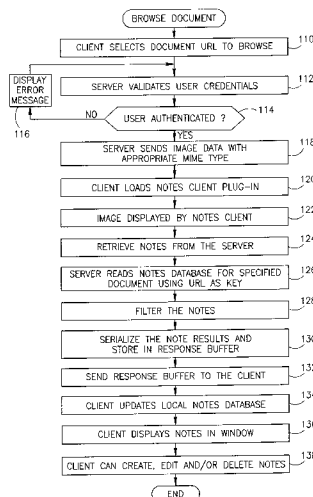 BROWSE DOCUMENT
110
CLIENT SELECTS DOCUMENT URL TO BROWSE
DISPLAY
ERROR
MESSAGE
112
SERVER VALIDATES USER CREDENTIALS
114
116
NO
USER AUTHENTICATED ?
YES
118
SERVER SENDS IMAGE DATA WITH
APPROPRIATE MIME TYPE
120
CLIENT LOADS NOTES CLIENT PLUG-IN
122
IMAGE DISPLAYED BY NOTES CLIENT
124
RETRIEVE NOTES FROM THE SERVER
126
SERVER READS NOTES DATABASE FOR SPECIFIED
DOCUMENT USING URL AS KEY
128
FILTER THE NOTES
130
SERIALIZE THE NOTE RESULTS AND
STORE IN RESPONSE BUFFER
132
SEND RESPONSE BUFFER TO THE CLIENT
134
CLIENT UPDATES LOCAL NOTES DATABASE
136
CLIENT DISPLAYS NOTES IN WINDOW
138
CLIENT CAN CREATE, EDIT AND/OR DELETE NOTES
END